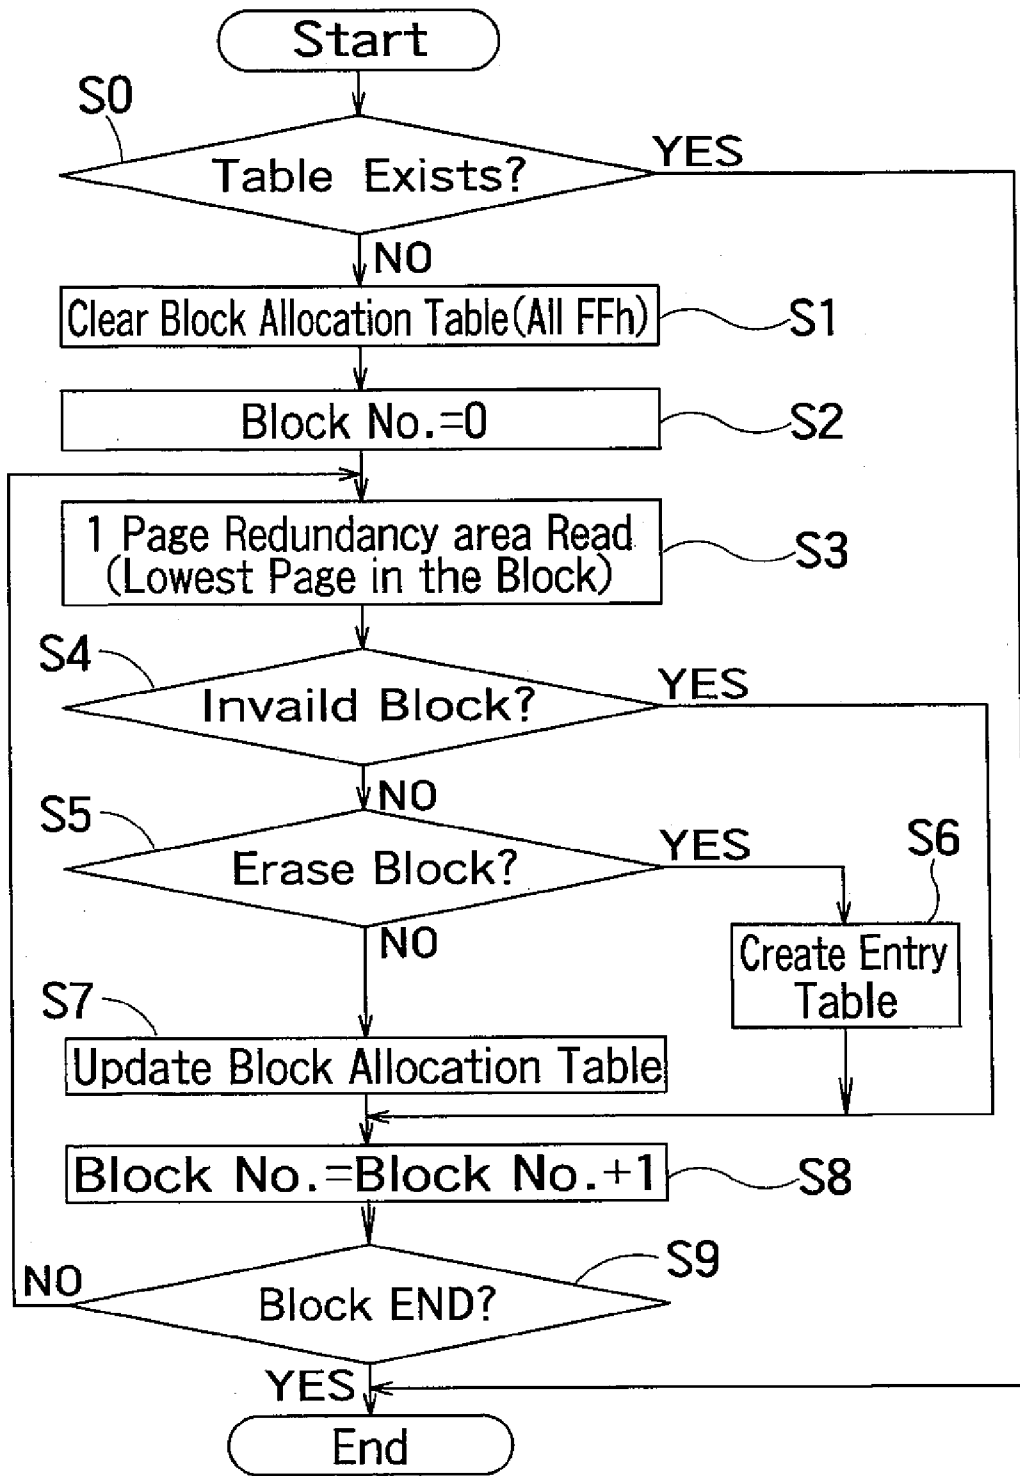 Start
S0
Table Exists?
YES
NO
Clear Block Allocation Table(All FFh)
S1
Block No.=0
S2
1 Page Redundancy area Read
(Lowest Page in the Block)
S3
S4
Invaild Block?
YES
NO
S5
Erase Block?
YES
S6
NO
Create Entry
Table
S7
Update Block Allocation Table
Block No.=Block No.+1
S8
S9
NO
Block END?
YES
End